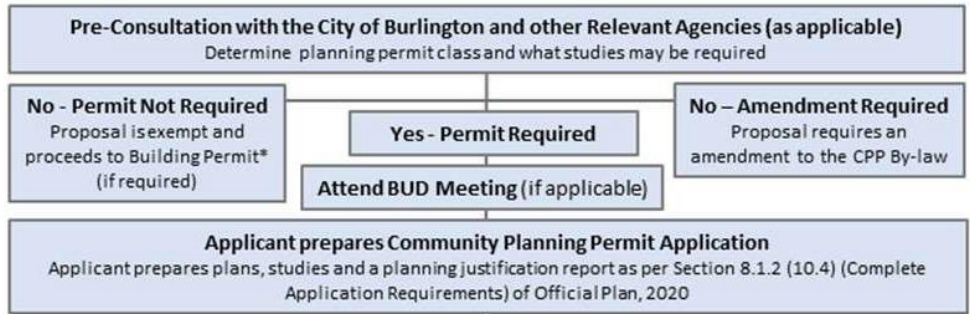 Pre-Consultation with the City of Burlington and other Relevant Agencies (as applicable)
Determine planning permit class and what studies may be required
No - Permit Not Required
Proposal is exempt and
proceeds to Building Permit*
(if required)
Yes - Permit Required
No – Amendment Required
Proposal requires an
amendment to the CPP By-law
Attend BUD Meeting (if applicable)
Applicant prepares Community Planning Permit Application
Applicant prepares plans, studies and a planning justification report as per Section 8.1.2 (10.4) (Complete
Application Requirements) of Official Plan, 2020